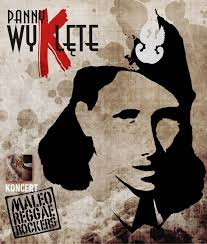 PANNY
WYKLĘTE
KONCERT
MALEO
REGGAE
ROCKERS